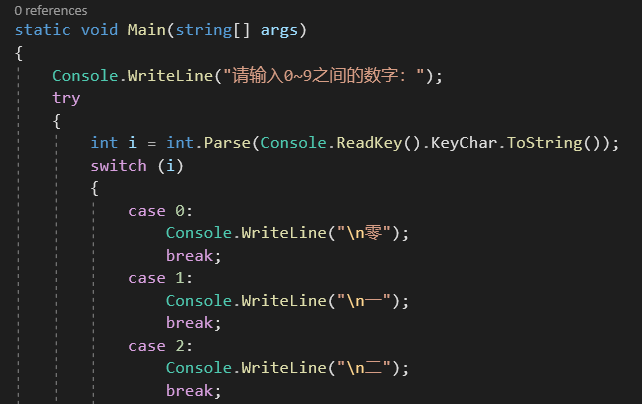 0 references
static void Main(string[] args)
{
Console.WriteLine("请输入0~9之间的数字：");
try
{
int i = int.Parse(Console.ReadKey().KeyChar.ToString());
switch (i)
{
case 0:
Console.WriteLine("\n零");
break;
case 1:
Console.WriteLine("\n一");
break;
case 2:
Console.WriteLine("\n二");
break;